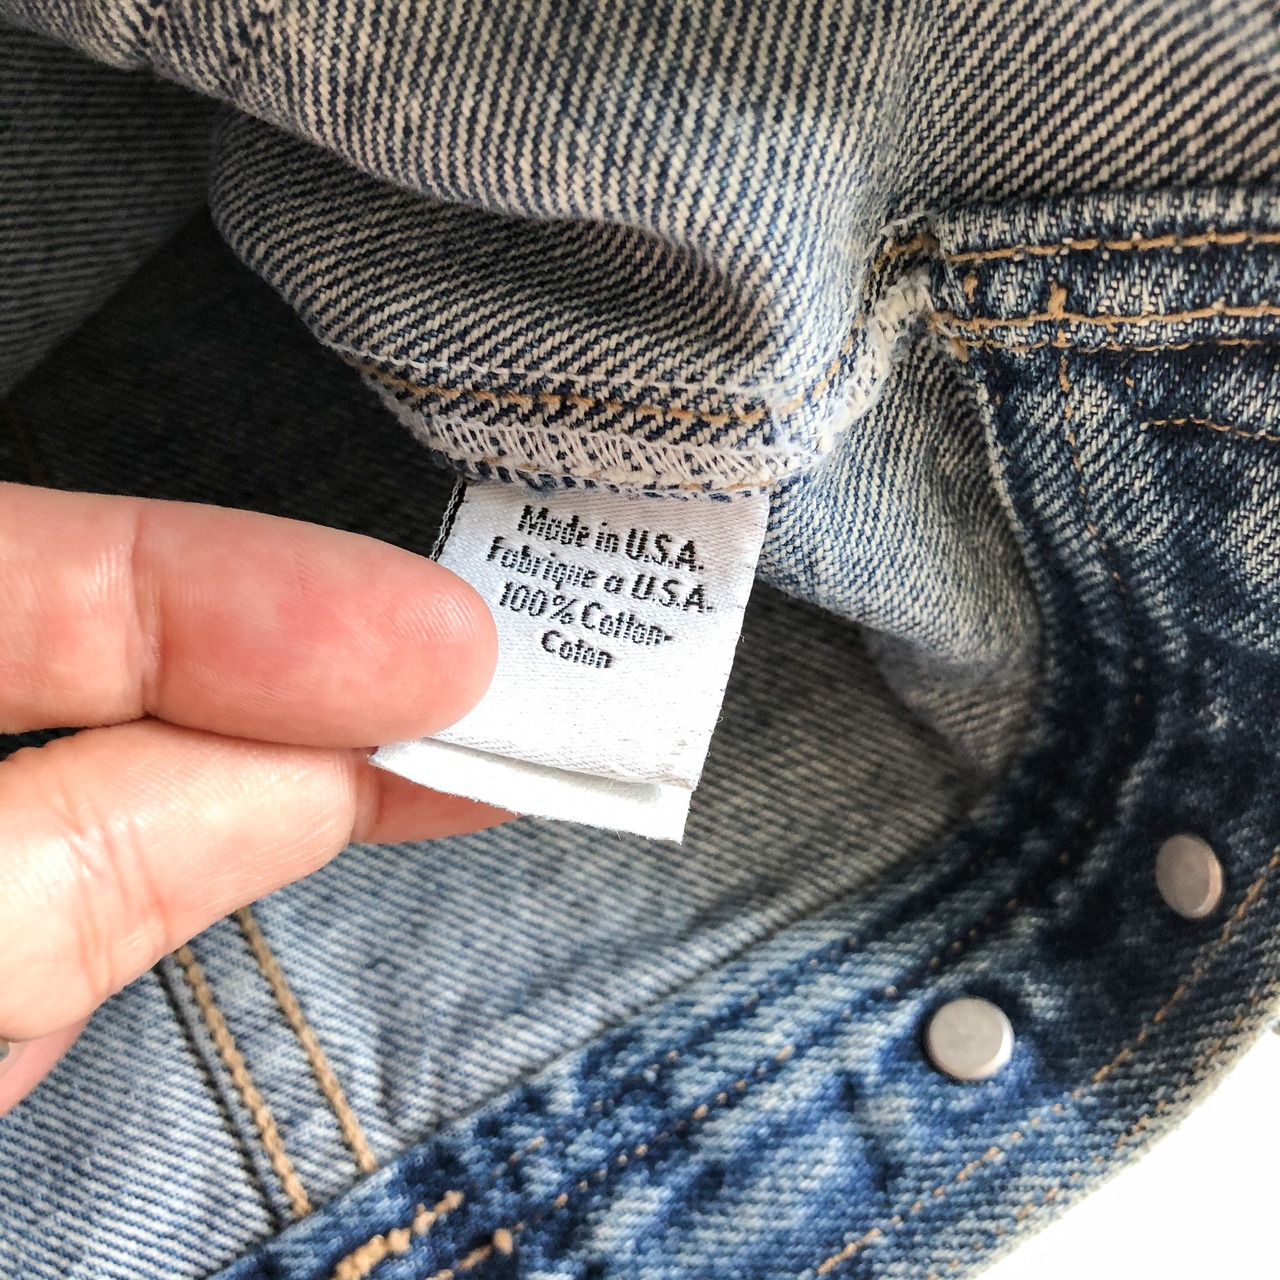 Made in U.S.A.
Fabrique a U.S.A.
100% Cotton-
Coton